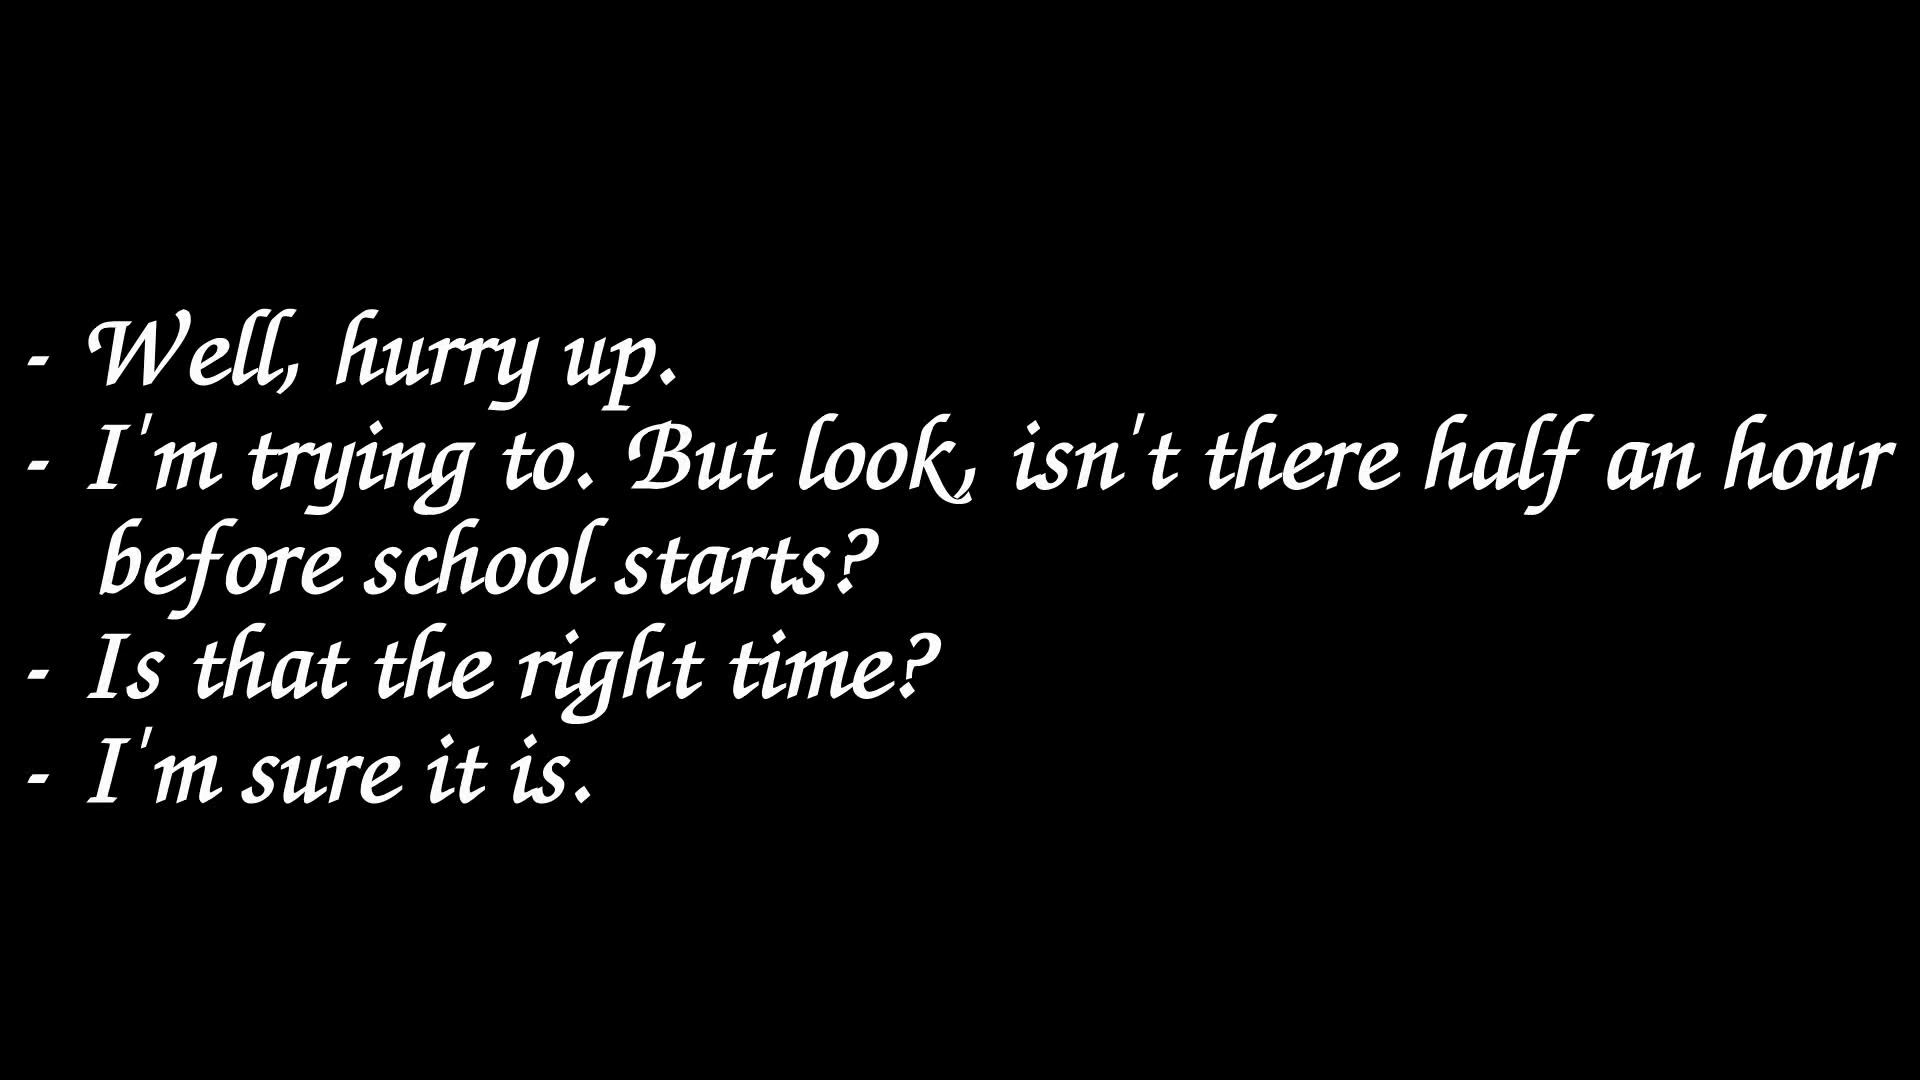 - Well, hurry up.
- I'm trying to. But look, isn't there half an hour
before school starts?
- Is that the right time?
- I'm sure it is.